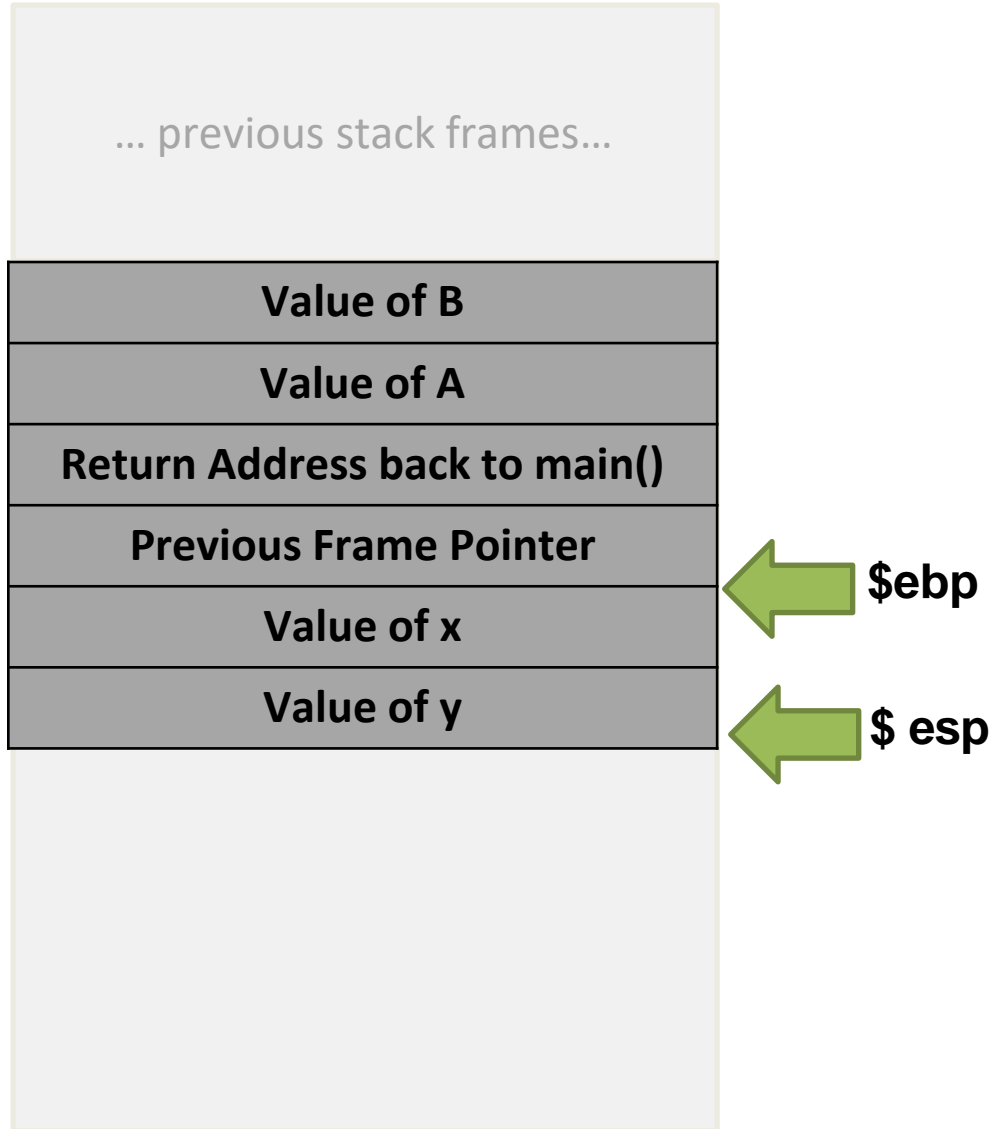 ... previous stack frames...
Value of B
Value of A
Return Address back to main()
Previous Frame Pointer
$ebp
Value of x
Value of y
$ esp